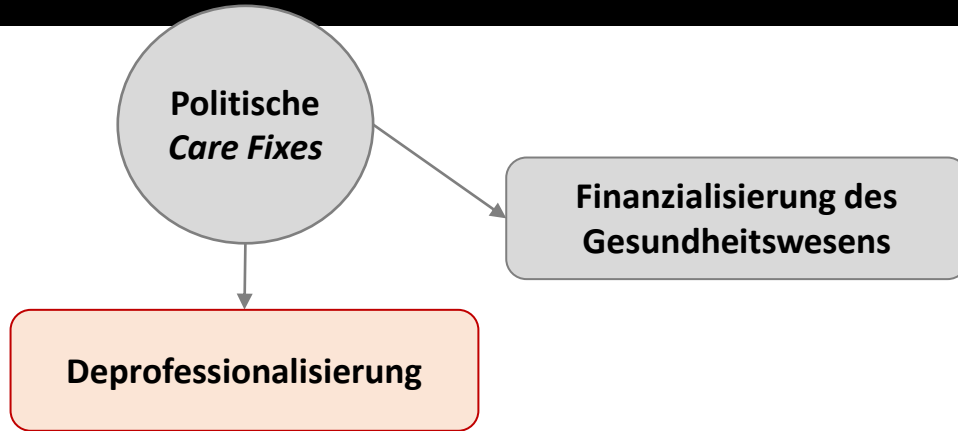 Politische
Care Fixes
Finanzialisierung des
Gesundheitswesens
Deprofessionalisierung